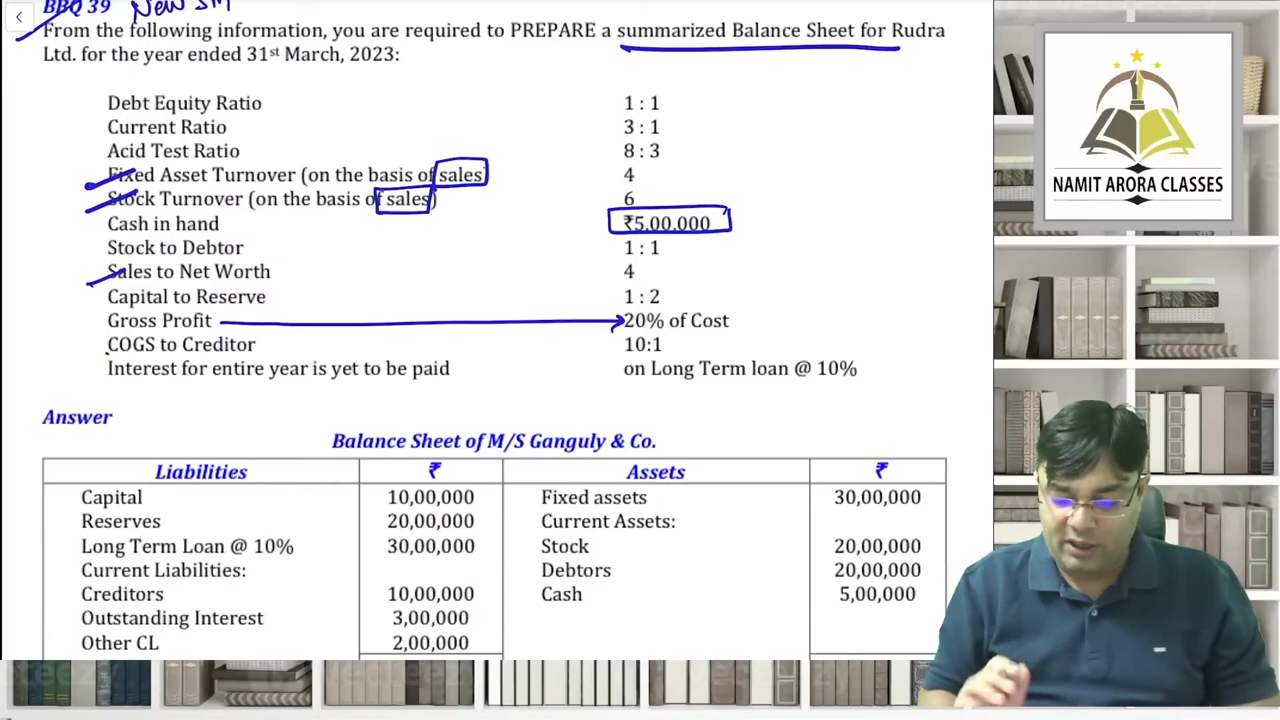 BBQ 39 New SM
From the following information, you are required to PREPARE a summarized Balance Sheet for Rudra
Ltd. for the year ended 31st March, 2023:
Debt Equity Ratio 1 : 1
Current Ratio 3 : 1
Acid Test Ratio 8 : 3
Fixed Asset Turnover (on the basis of sales) 4
Stock Turnover (on the basis of sales) 6
Cash in hand ₹5,00,000
Stock to Debtor 1 : 1
Sales to Net Worth 4
Capital to Reserve 1 : 2
Gross Profit 20% of Cost
COGS to Creditor 10:1
Interest for entire year is yet to be paid on Long Term loan @ 10%
Answer
Balance Sheet of M/S Ganguly & Co.
Liabilities ₹ Assets ₹
Capital 10,00,000 Fixed assets 30,00,000
Reserves 20,00,000 Current Assets:
Long Term Loan @ 10% 30,00,000 Stock 20,00,000
Current Liabilities: Debtors 20,00,000
Creditors 10,00,000 Cash 5,00,000
Outstanding Interest 3,00,000
Other CL 2,00,000
NAMIT ARORA CLASSES